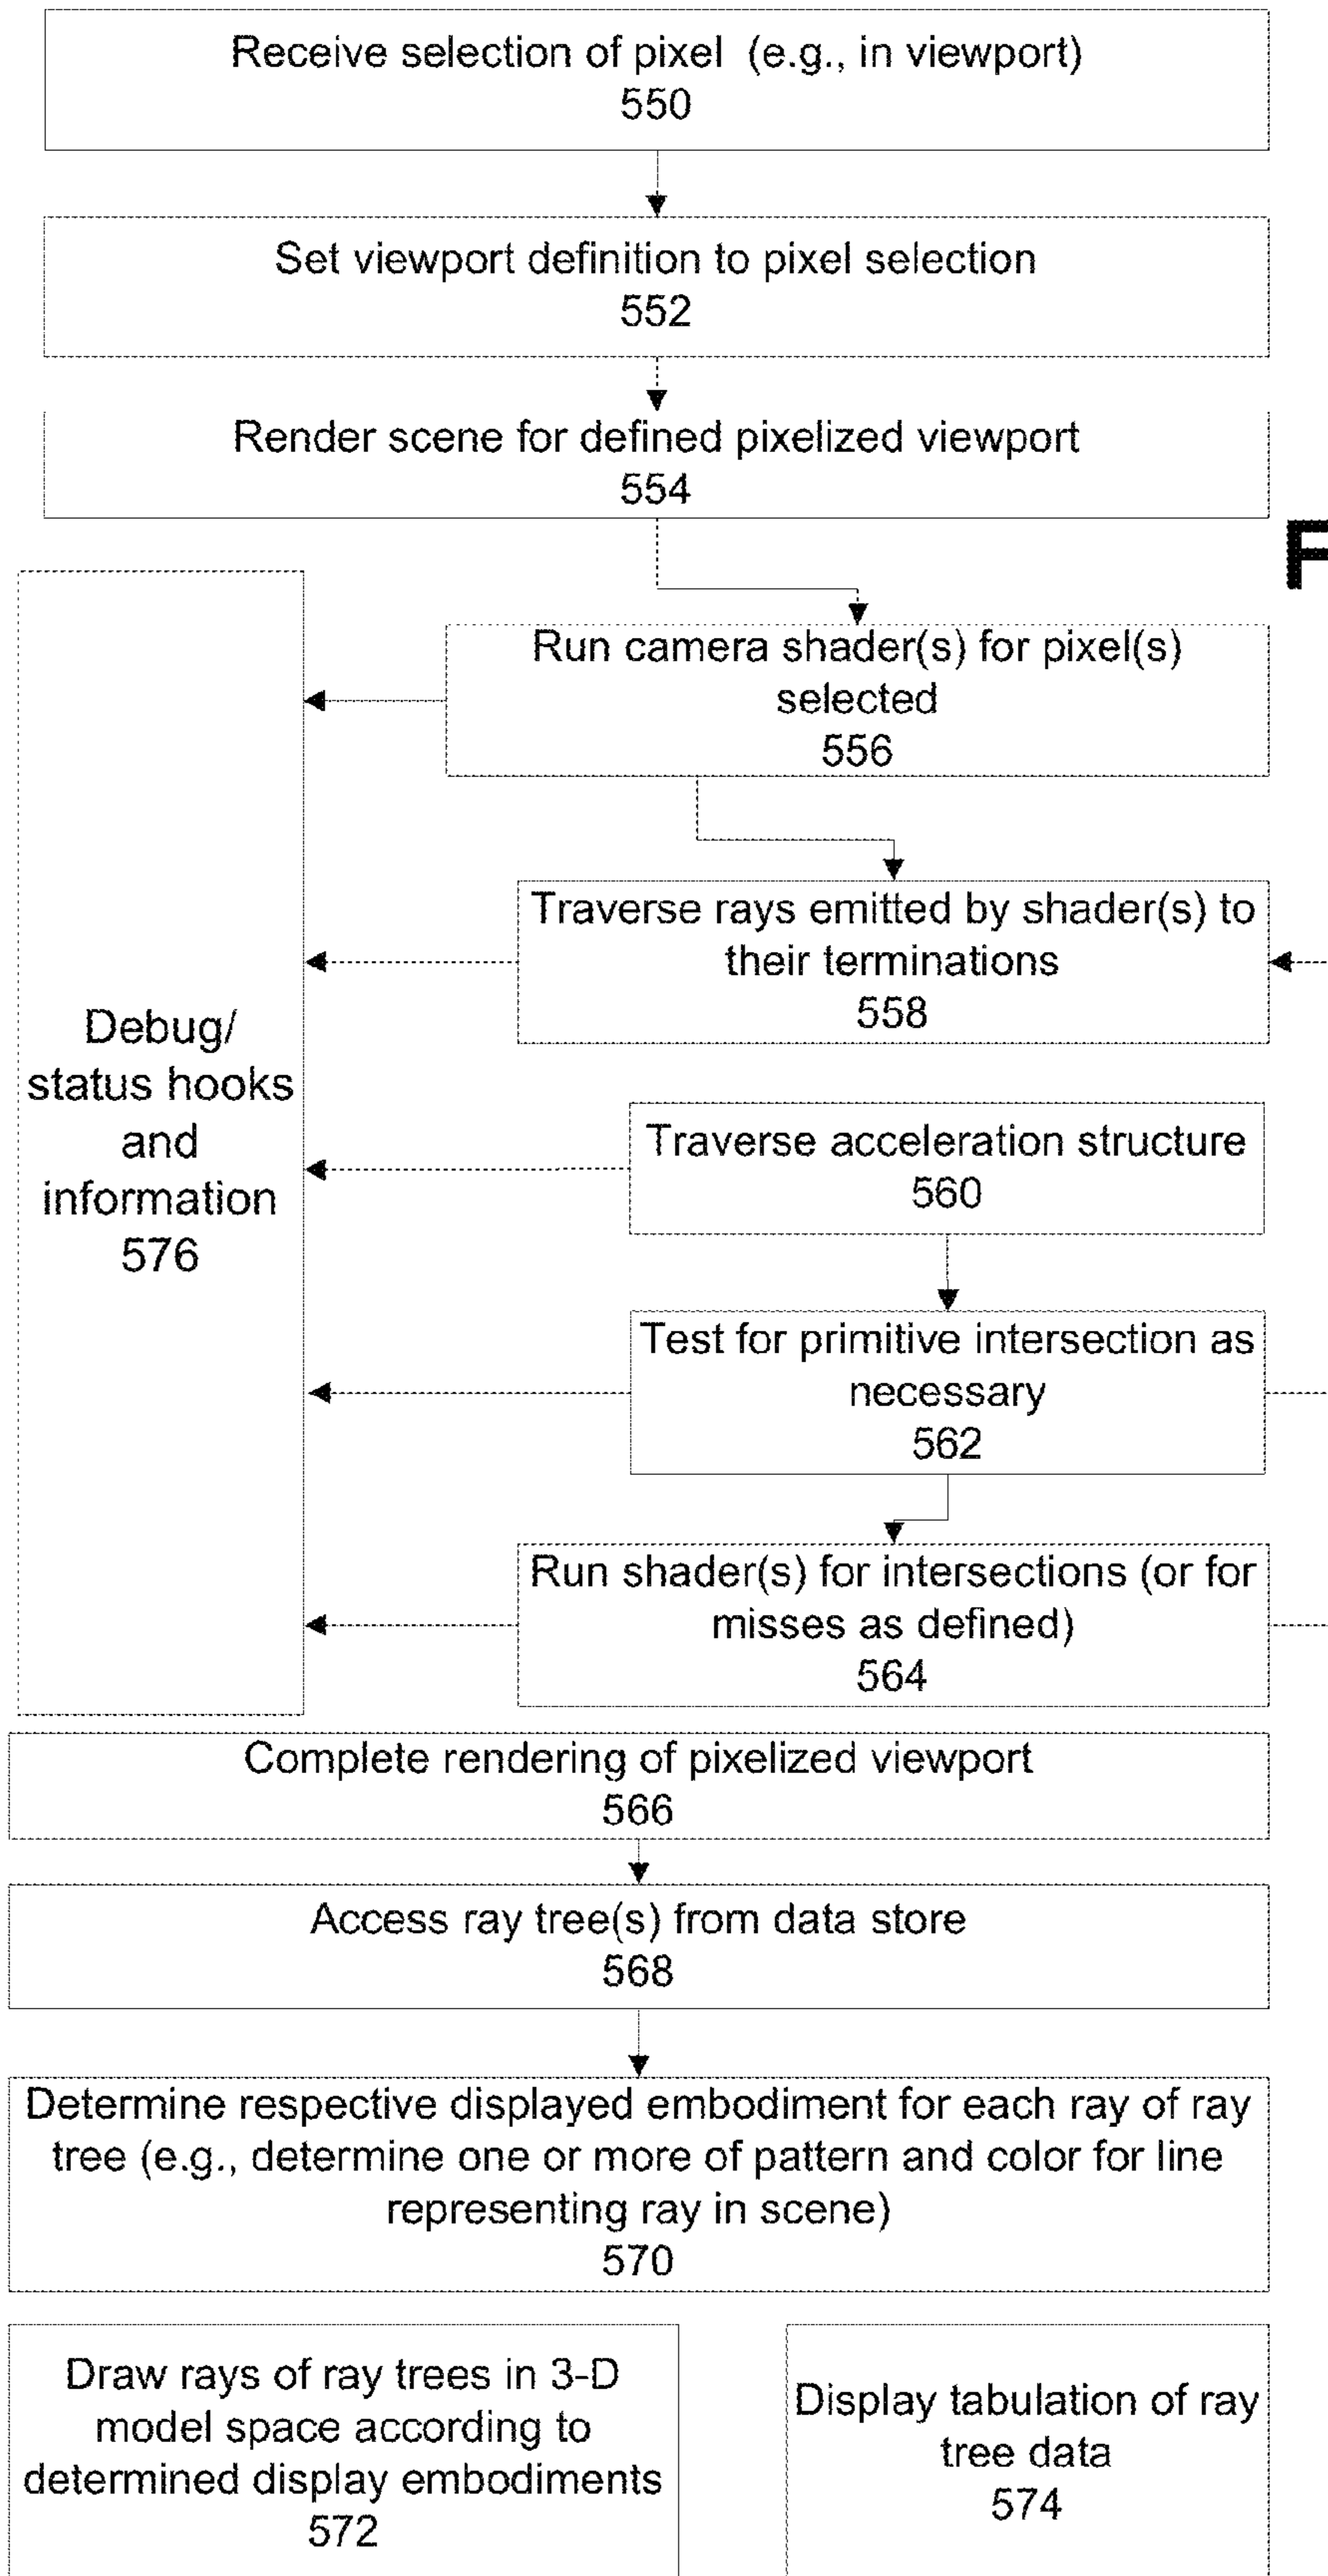 Receive selection of pixel (e.g., in viewport)
550
Set viewport definition to pixel selection
552
Render scene for defined pixelized viewport
554
F
Run camera shader(s) for pixel(s)
selected
556
Traverse rays emitted by shader(s) to
their terminations
558
Debug/
status hooks
and
information
576
Traverse acceleration structure
560
Test for primitive intersection as
necessary
562
Run shader(s) for intersections (or for
misses as defined)
564
Complete rendering of pixelized viewport
566
Access ray tree(s) from data store
568
Determine respective displayed embodiment for each ray of ray
tree (e.g., determine one or more of pattern and color for line
representing ray in scene)
570
Draw rays of ray trees in 3-D
model space according to
determined display embodiments
572
Display tabulation of ray
tree data
574